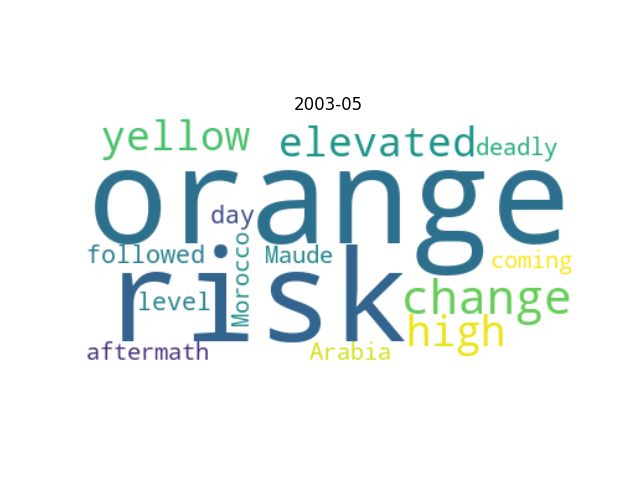 2003-05
yellow elevated deadly
orange
day
followed Morocco Maude coming
risk
level change
high
aftermath Arabia